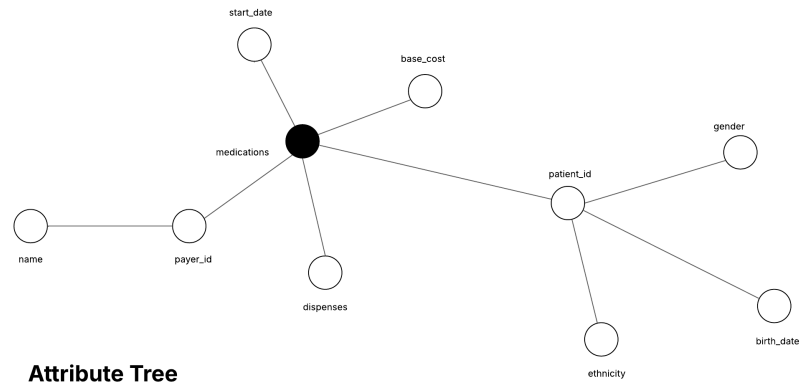 start_date
base_cost
gender
medications
patient_id
name
payer_id
dispenses
birth_date
ethnicity
Attribute Tree